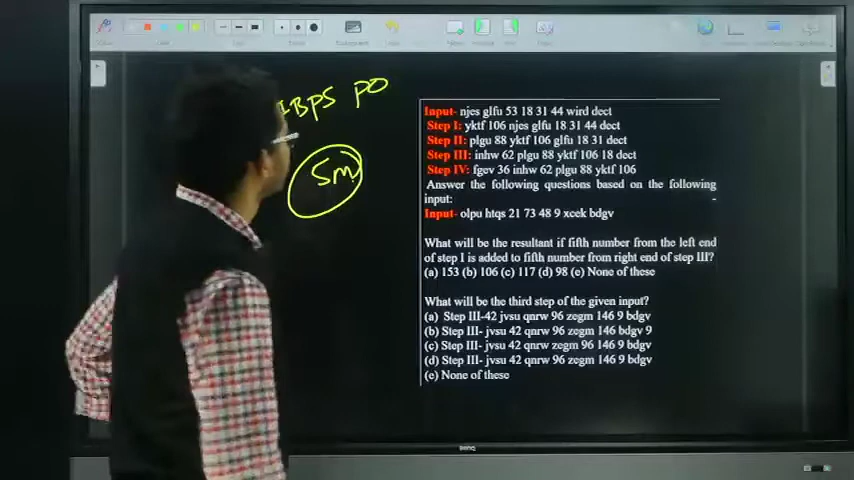 IBPS PO
5m
Input- njes glfu 53 18 31 44 wird dect
Step I: yktf 106 njes glfu 18 31 44 dect
Step II: plgu 88 yktf 106 glfu 18 31 dect
Step III: inhw 62 plgu 88 yktf 106 18 dect
Step IV: fgev 36 inhw 62 plgu 88 yktf 106
Answer the following questions based on the following
input:
Input- olpu htqs 21 73 48 9 xcek bdgv
What will be the resultant if fifth number from the left end
of step I is added to fifth number from right end of step III?
(a) 153 (b) 106 (c) 117 (d) 98 (e) None of these
What will be the third step of the given input?
(a) Step III-42 jvsu qnrw 96 zegm 146 9 bdgv
(b) Step III- jvsu 42 qnrw 96 zegm 146 bdgv 9
(c) Step III- jvsu 42 qnrw zegm 96 146 9 bdgv
(d) Step III- jvsu 42 qnrw 96 zegm 146 9 bdgv
(e) None of these